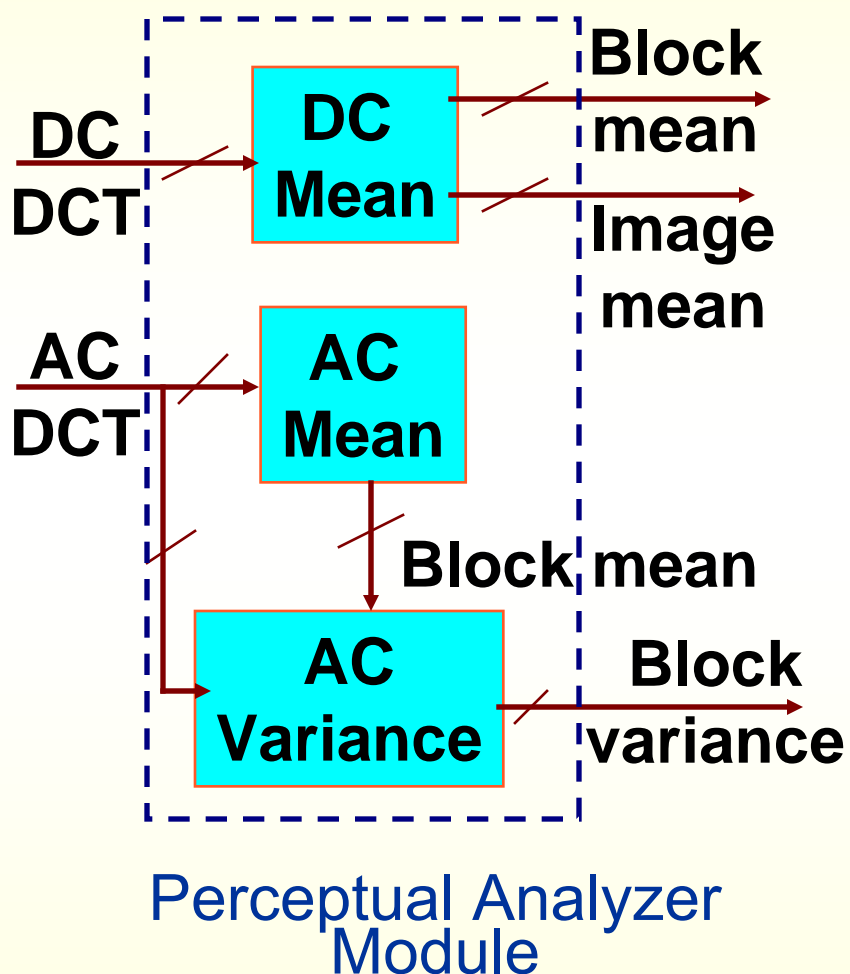 DC
DCT
DC
Mean
Block
mean
Image
mean
AC
DCT
AC
Mean
Block mean
AC
Variance
Block
variance
Perceptual Analyzer
Module